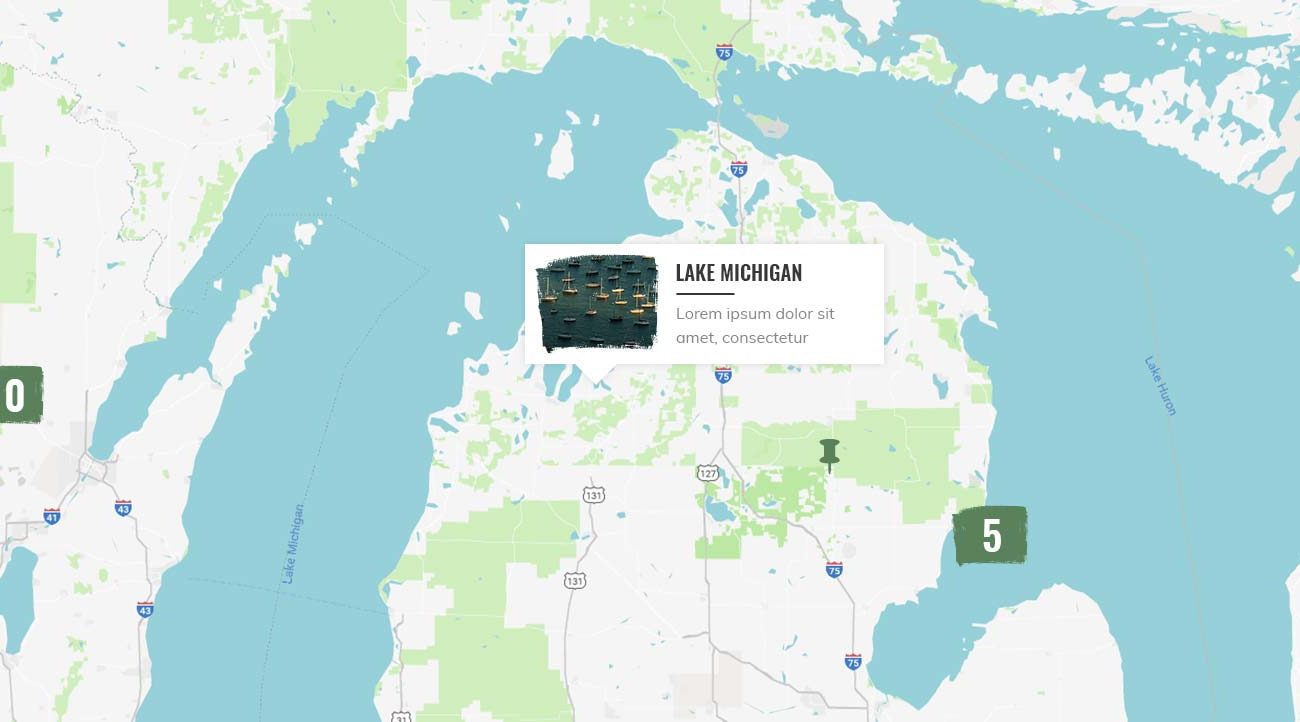 75
75
LAKE MICHIGAN
Lorem ipsum dolor sit
amet, consectetur
75
Lake Huron
0
127
131
43
41
5
Lake Michigan
75
131
43
75
31